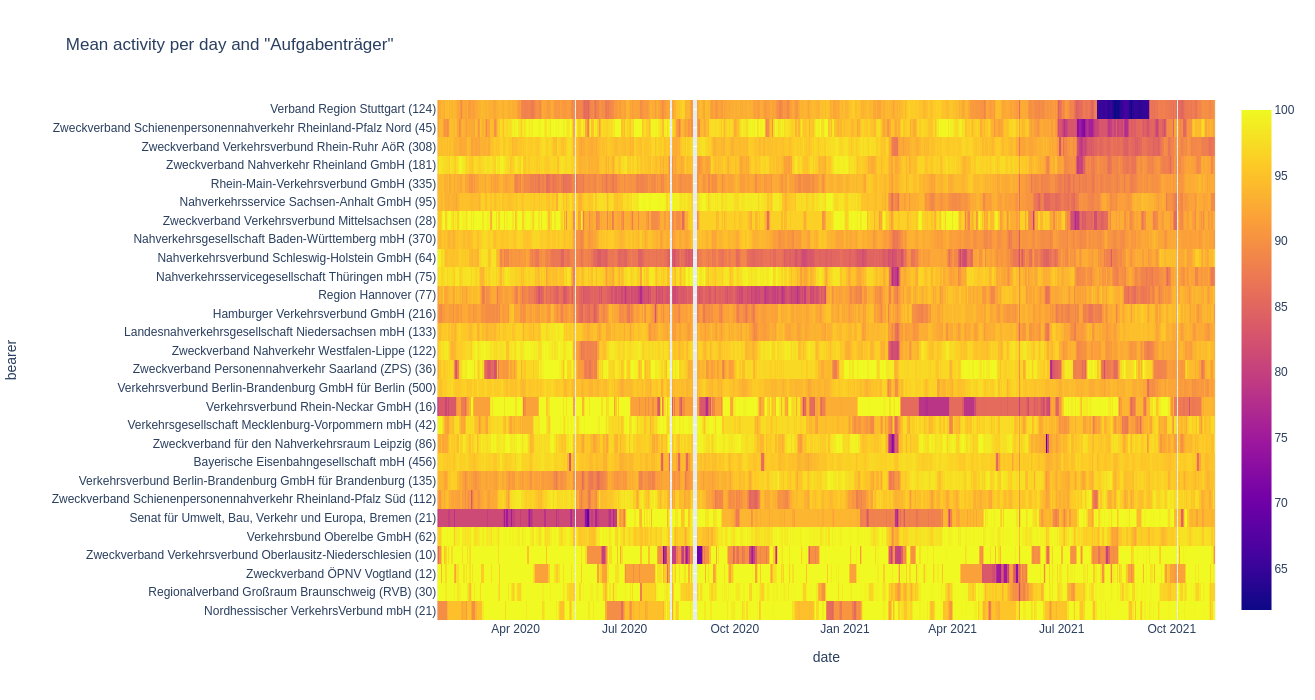 Mean activity per day and "Aufgabenträger"
Verband Region Stuttgart (124)
Zweckverband Schienenpersonennahverkehr Rheinland-Pfalz Nord (45)
Zweckverband Verkehrsverbund Rhein-Ruhr AöR (308)
Zweckverband Nahverkehr Rheinland GmbH (181)
Rhein-Main-Verkehrsverbund GmbH (335)
Nahverkehrsservice Sachsen-Anhalt GmbH (95)
Zweckverband Verkehrsverbund Mittelsachsen (28)
Nahverkehrsgesellschaft Baden-Württemberg mbH (370)
Nahverkehrsverbund Schleswig-Holstein GmbH (64)
Nahverkehrsservicegesellschaft Thüringen mbH (75)
Region Hannover (77)
Hamburger Verkehrsverbund GmbH (216)
Landesnahverkehrsgesellschaft Niedersachsen mbH (133)
Zweckverband Nahverkehr Westfalen-Lippe (122)
Zweckverband Personennahverkehr Saarland (ZPS) (36)
Verkehrsverbund Berlin-Brandenburg GmbH für Berlin (500)
Verkehrsverbund Rhein-Neckar GmbH (16)
Verkehrsgesellschaft Mecklenburg-Vorpommern mbH (42)
Zweckverband für den Nahverkehrsraum Leipzig (86)
Bayerische Eisenbahngesellschaft mbH (456)
Verkehrsverbund Berlin-Brandenburg GmbH für Brandenburg (135)
Zweckverband Schienenpersonennahverkehr Rheinland-Pfalz Süd (112)
Senat für Umwelt, Bau, Verkehr und Europa, Bremen (21)
Verkehrsbund Oberelbe GmbH (62)
Zweckverband Verkehrsverbund Oberlausitz-Niederschlesien (10)
Zweckverband ÖPNV Vogtland (12)
Regionalverband Großraum Braunschweig (RVB) (30)
Nordhessischer VerkehrsVerbund mbH (21)
bearer
Apr 2020
Jul 2020
Oct 2020
Jan 2021
Apr 2021
Jul 2021
Oct 2021
date
100
95
90
85
80
75
70
65